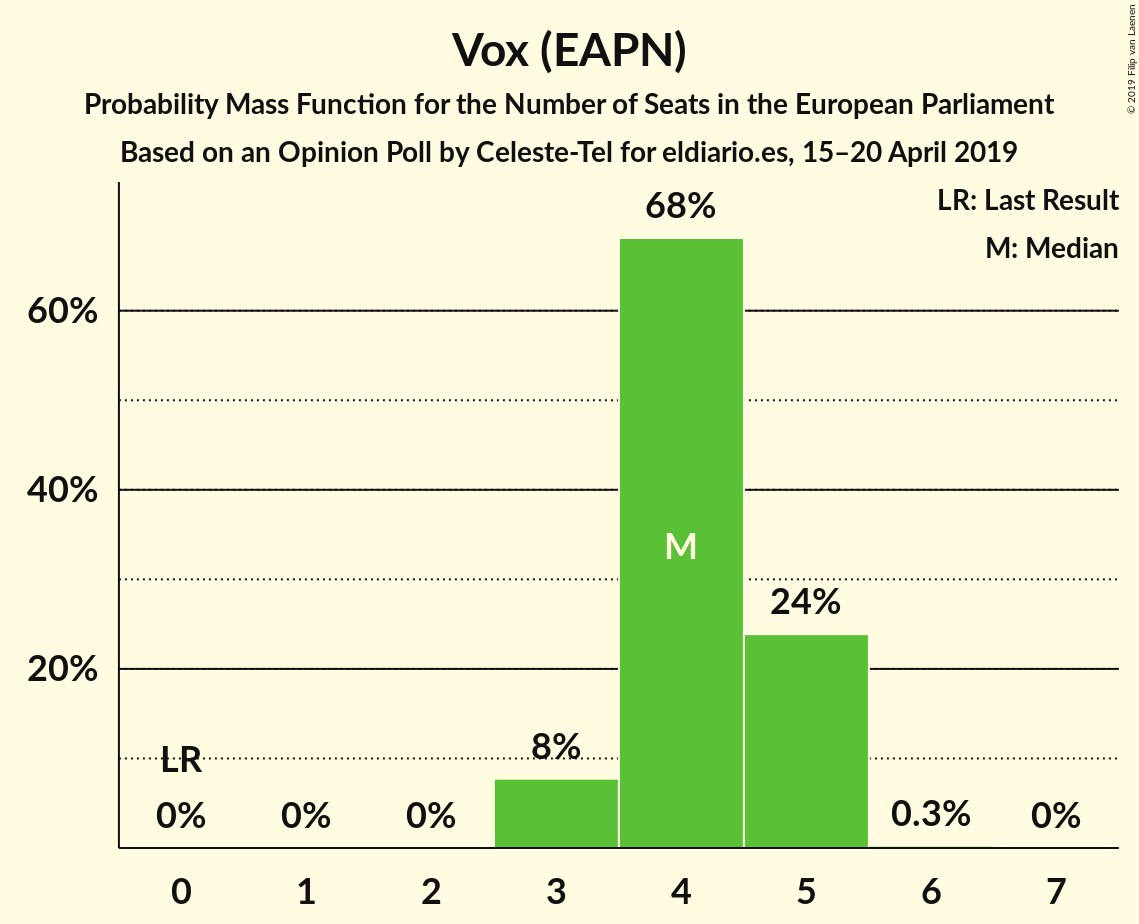 Vox (EAPN)
Probability Mass Function for the Number of Seats in the European Parliament
Based on an Opinion Poll by Celeste-Tel for eldiario.es, 15–20 April 2019
© 2019 Filip van Laenen
LR: Last Result
M: Median
68%
60%
40%
M
24%
20%
8%
LR
0% 0% 0% 0.3% 0%
0 1 2 3 4 5 6 7